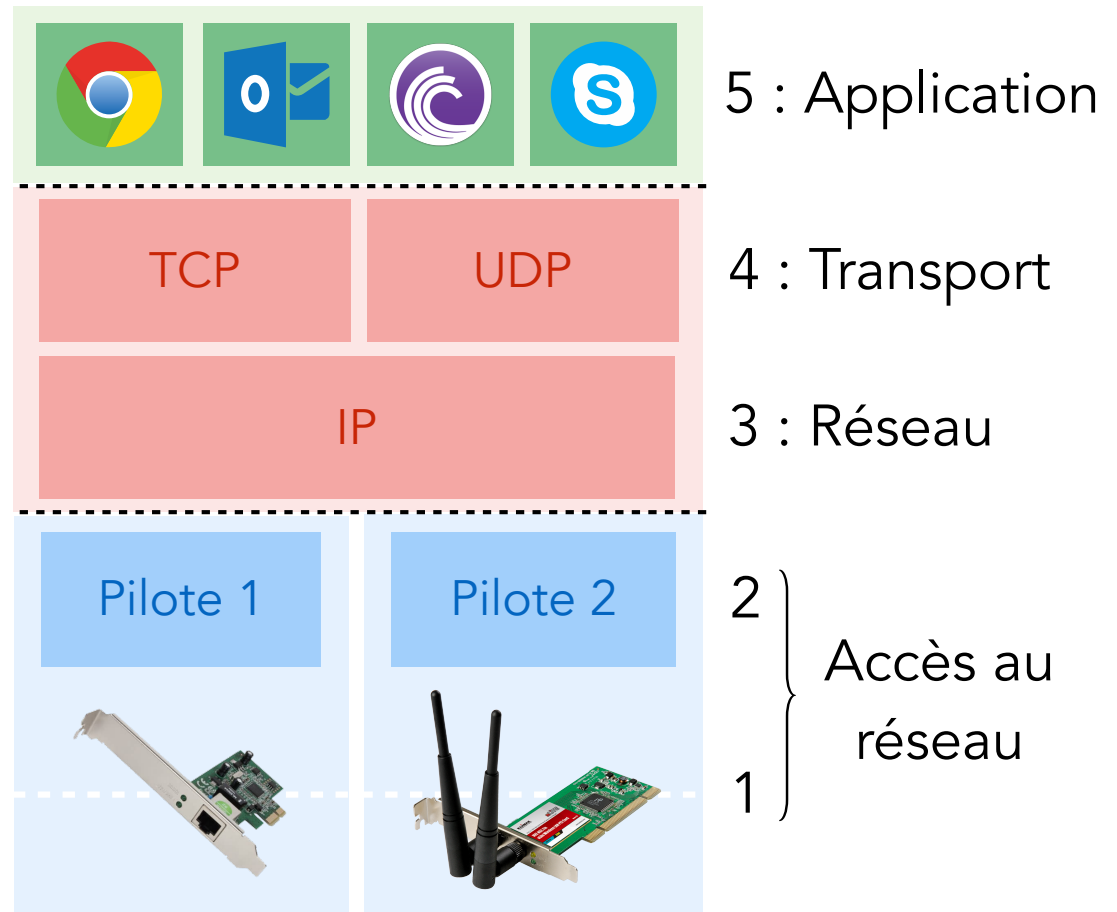 5 : Application
TCP
UDP
4 : Transport
IP
3 : Réseau
Pilote 1
Pilote 2
2
Accès au
réseau
1